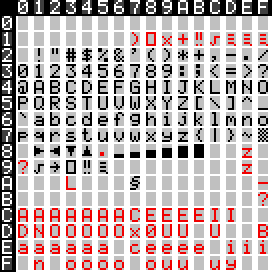 0 1 2 3 4 5 6 7 8 9 A B C D E F
0
1 ) x + ‼
2 ! " # $ % & ' ( ) * + , - . /
3 0 1 2 3 4 5 6 7 8 9 : ; < = > ?
4 @ A B C D E F G H I J K L M N O
5 P Q R S T U V W X Y Z [ \ ] ^ _
6 ` a b c d e f g h i j k l m n o
7 p q r s t u v w x y z { | } ~
8 z
9 ? ‼ z
A L
B ?
C A A A A A A A C E E E E I I
D D N O O O O O x 0 U U U B
E a a a a a a a c e e e e i i i
F n o o o o o o u u u y